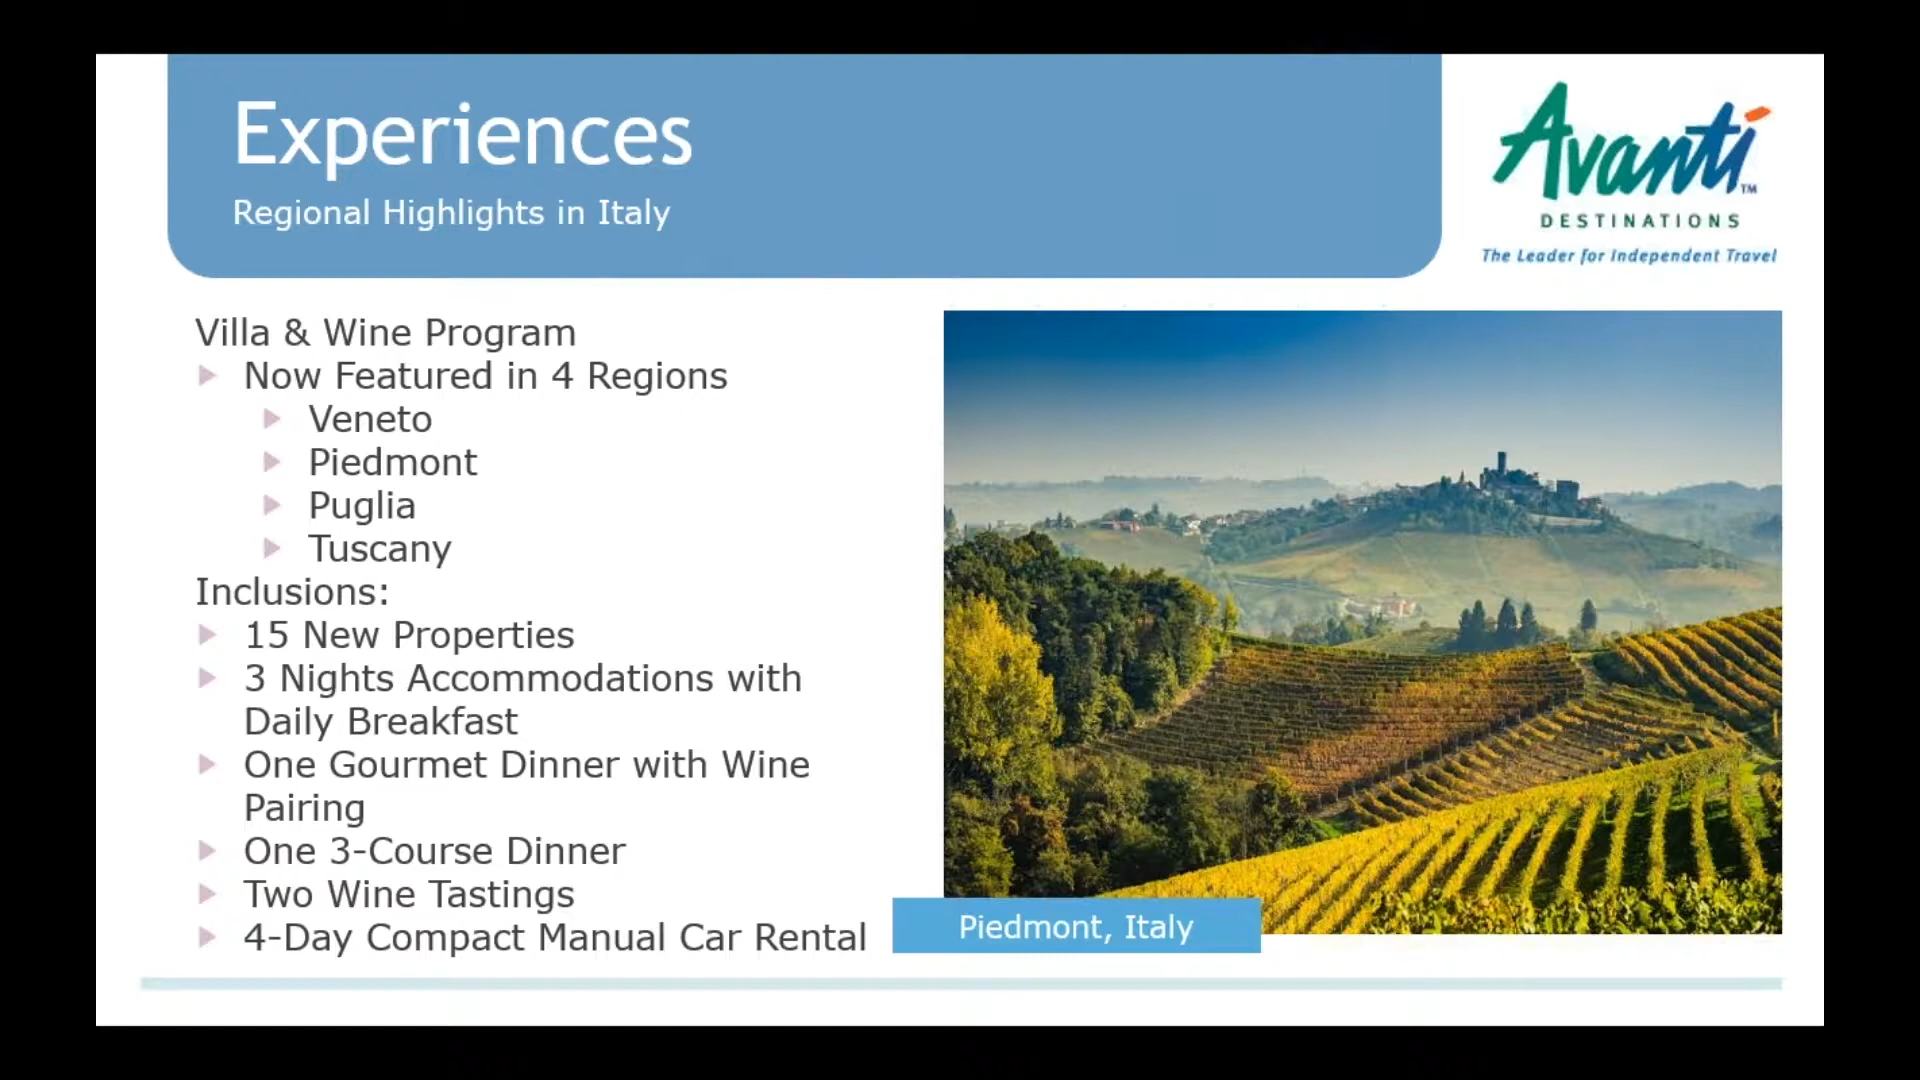 Experiences
Regional Highlights in Italy
Avanti™
DESTINATIONS
The Leader for Independent Travel
Villa & Wine Program
Now Featured in 4 Regions
Veneto
Piedmont
Puglia
Tuscany
Inclusions:
15 New Properties
3 Nights Accommodations with
Daily Breakfast
One Gourmet Dinner with Wine
Pairing
One 3-Course Dinner
Two Wine Tastings
4-Day Compact Manual Car Rental
Piedmont, Italy